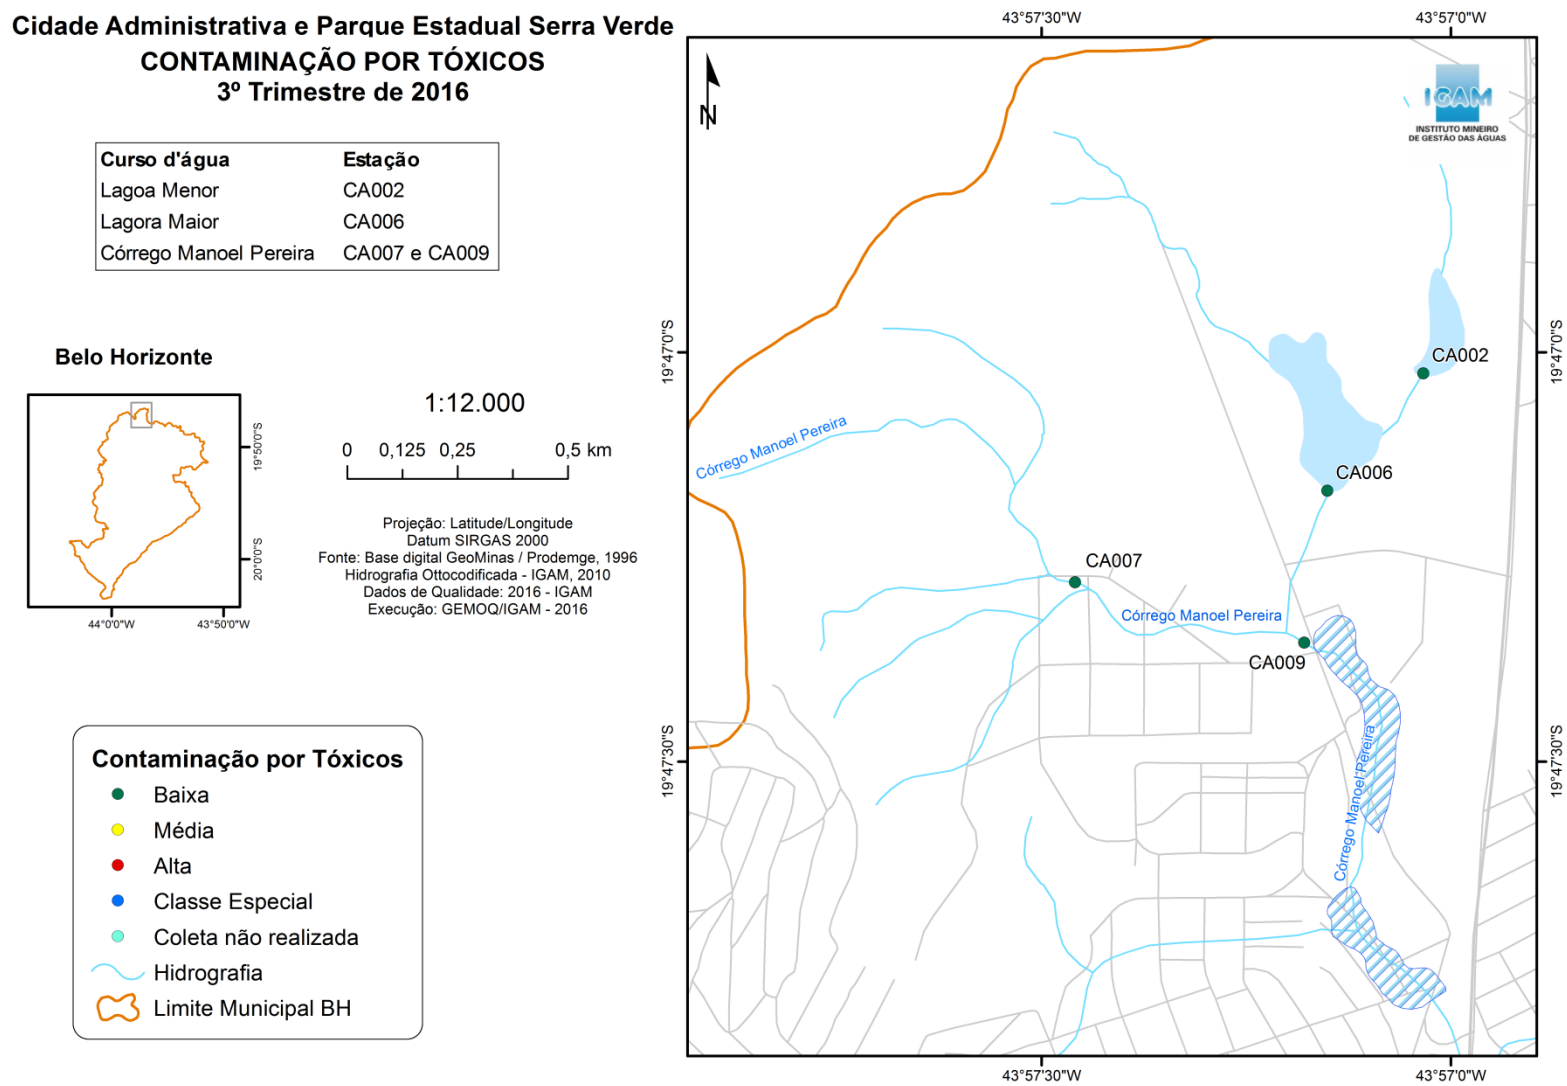 Cidade Administrativa e Parque Estadual Serra Verde
CONTAMINAÇÃO POR TÓXICOS
3º Trimestre de 2016
Curso d'água Estação
Lagoa Menor CA002
Lagora Maior CA006
Córrego Manoel Pereira CA007 e CA009
Belo Horizonte
19°50'0"S
20°0'0"S
44°0'0"W 43°50'0"W
1:12.000
0 0,125 0,25 0,5 km
Projeção: Latitude/Longitude
Datum SIRGAS 2000
Fonte: Base digital GeoMinas / Prodemge, 1996
Hidrografia Ottocodificada - IGAM, 2010
Dados de Qualidade: 2016 - IGAM
Execução: GEMOQ/IGAM - 2016
Contaminação por Tóxicos
Baixa
Média
Alta
Classe Especial
Coleta não realizada
Hidrografia
Limite Municipal BH
43°57'30"W 43°57'0"W
N
IGAM
INSTITUTO MINEIRO
DE GESTÃO DAS ÁGUAS
19°47'0"S 19°47'0"S
CA002
Córrego Manoel Pereira
CA006
CA007
Córrego Manoel Pereira
CA009
19°47'30"S 19°47'30"S
Córrego Manoel Pereira
43°57'30"W 43°57'0"W